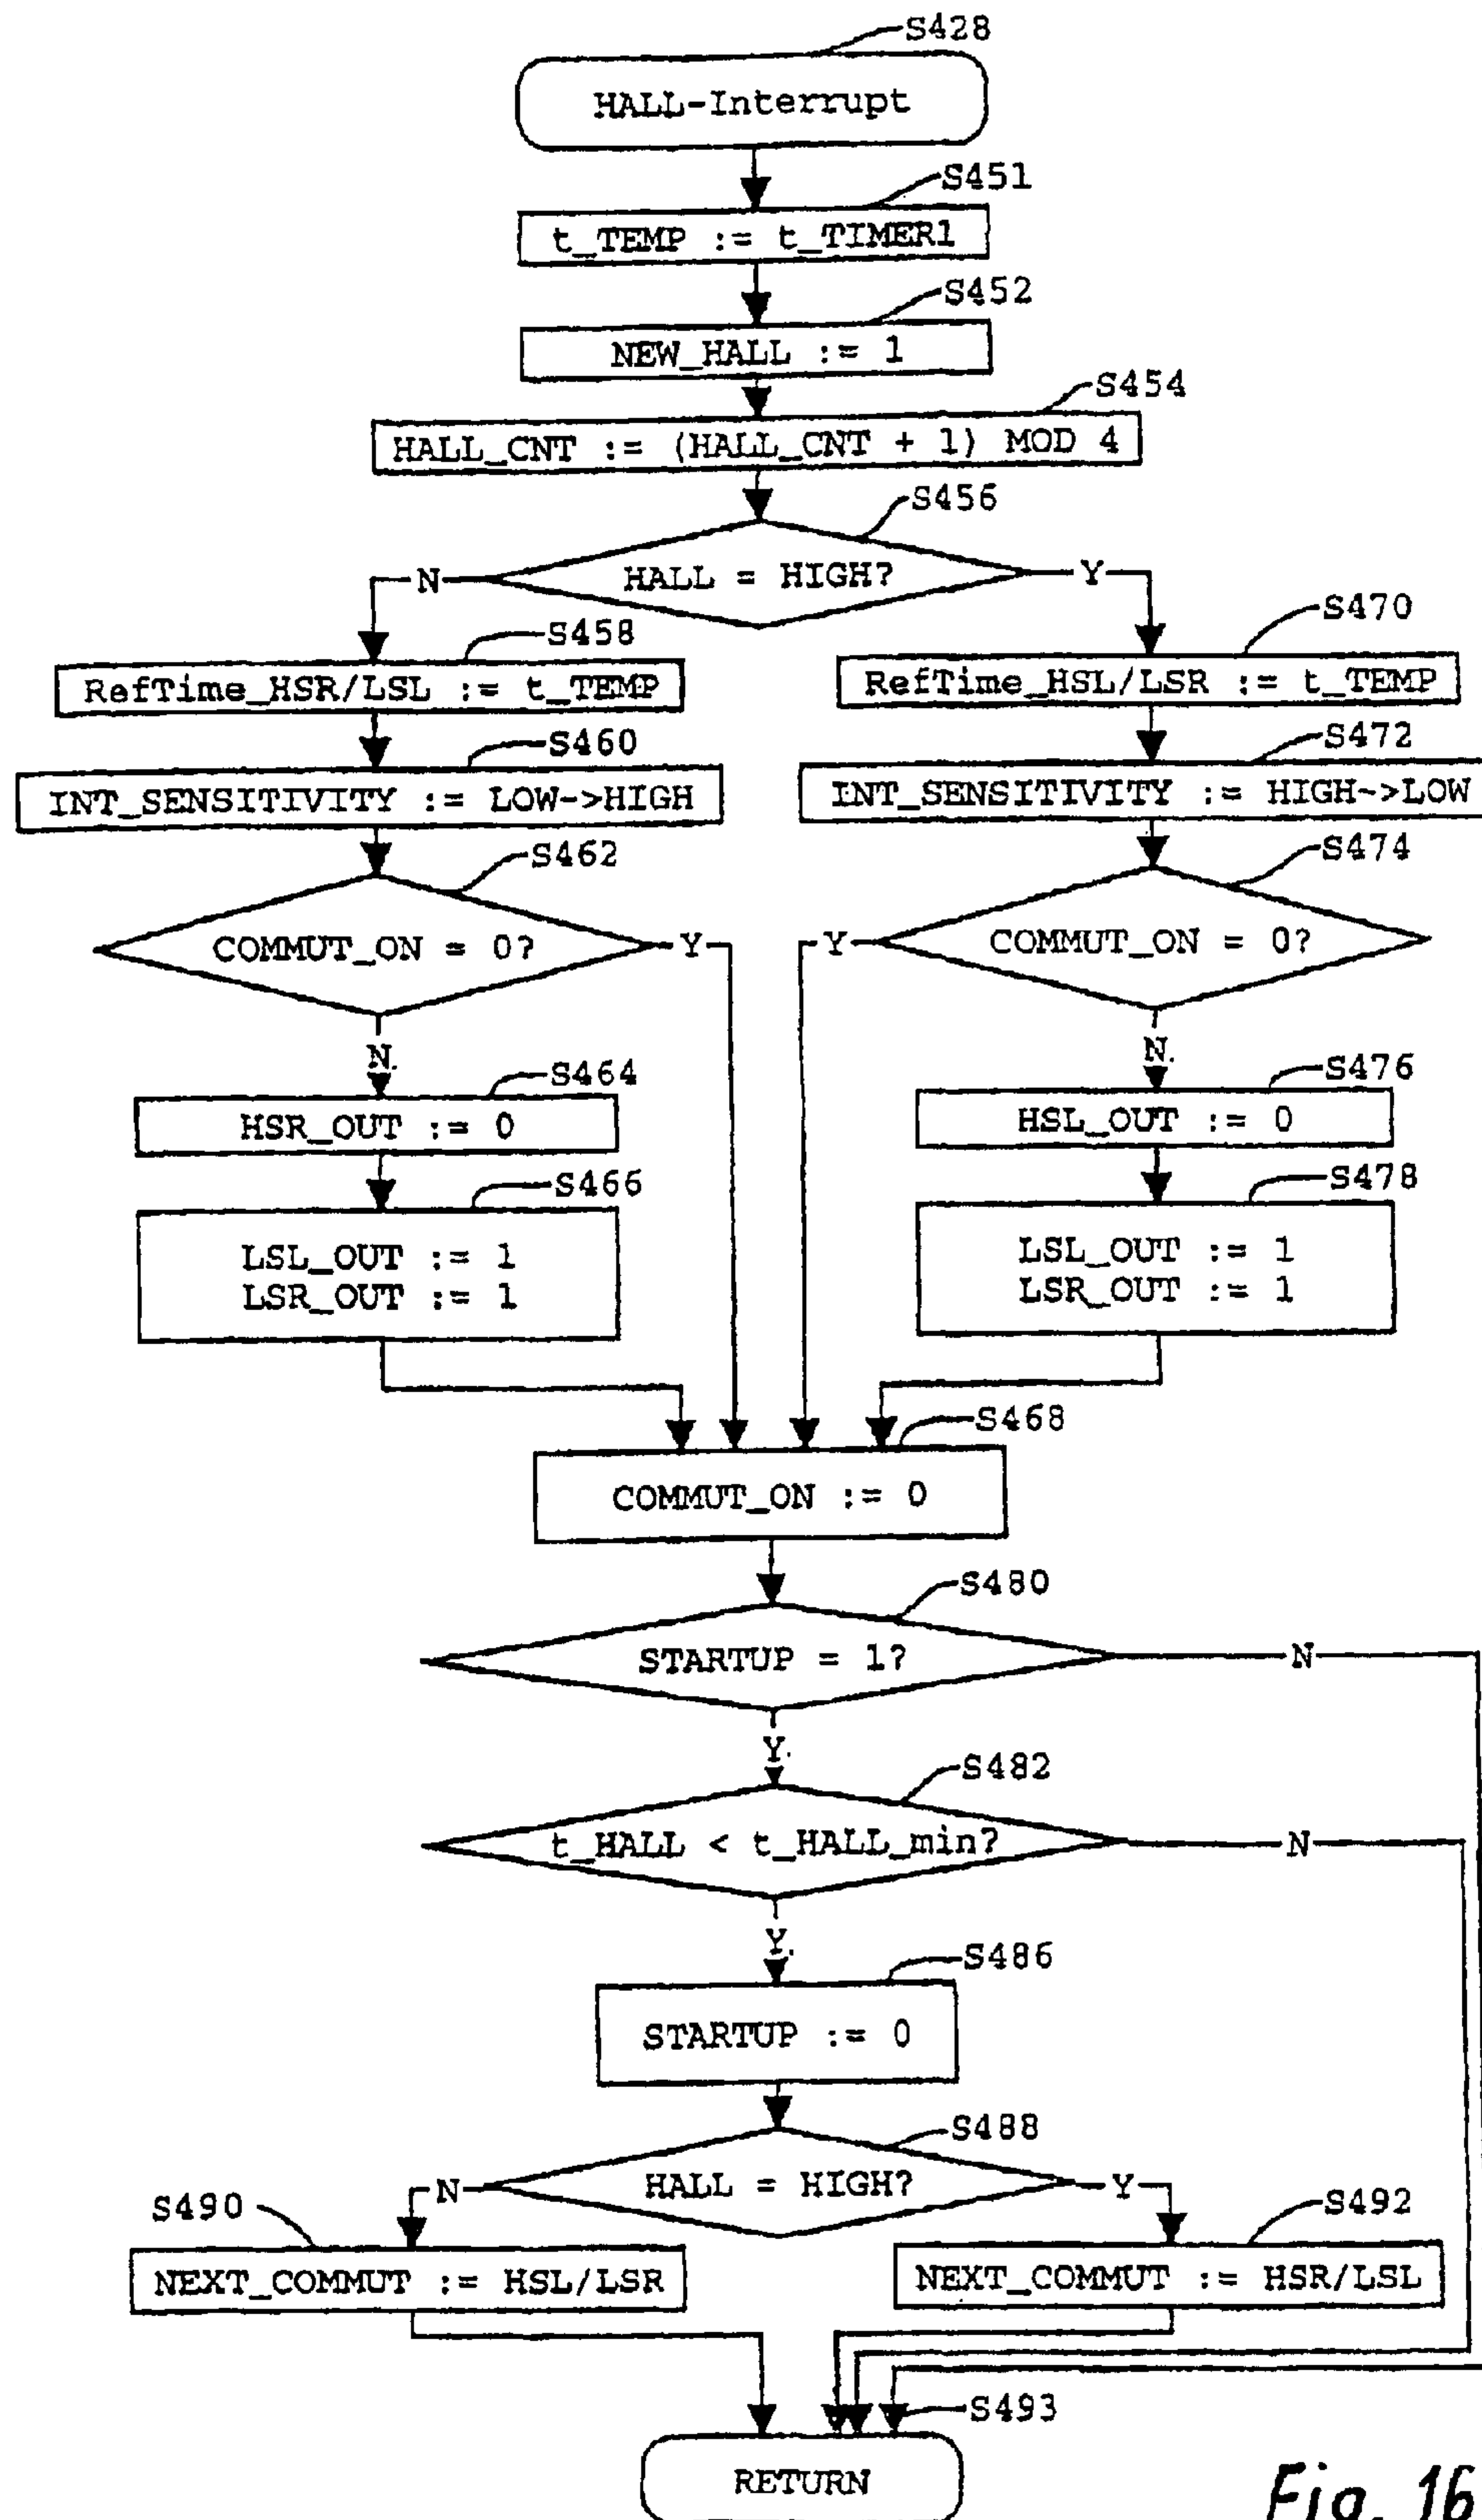 S428
HALL-Interrupt
S451
t_TEMP := t_TIMER1
S452
NEW_HALL := 1
S454
HALL_CNT := (HALL_CNT + 1) MOD 4
S456
HALL = HIGH?
N
Y
S458
RefTime_HSR/LSL := t_TEMP
S470
RefTime_HSL/LSR := t_TEMP
S460
INT_SENSITIVITY := LOW->HIGH
S472
INT_SENSITIVITY := HIGH->LOW
S462
COMMUT_ON = 0?
Y
S474
Y
COMMUT_ON = 0?
N
N
S464
HSR_OUT := 0
S476
HSL_OUT := 0
S466
LSL_OUT := 1
LSR_OUT := 1
S478
LSL_OUT := 1
LSR_OUT := 1
S468
COMMUT_ON := 0
S480
STARTUP = 1?
N
Y
S482
t_HALL < t_HALL_min?
N
Y
S486
STARTUP := 0
S488
HALL = HIGH?
N
Y
S490
NEXT_COMMUT := HSL/LSR
S492
NEXT_COMMUT := HSR/LSL
S493
RETURN
Fig. 16